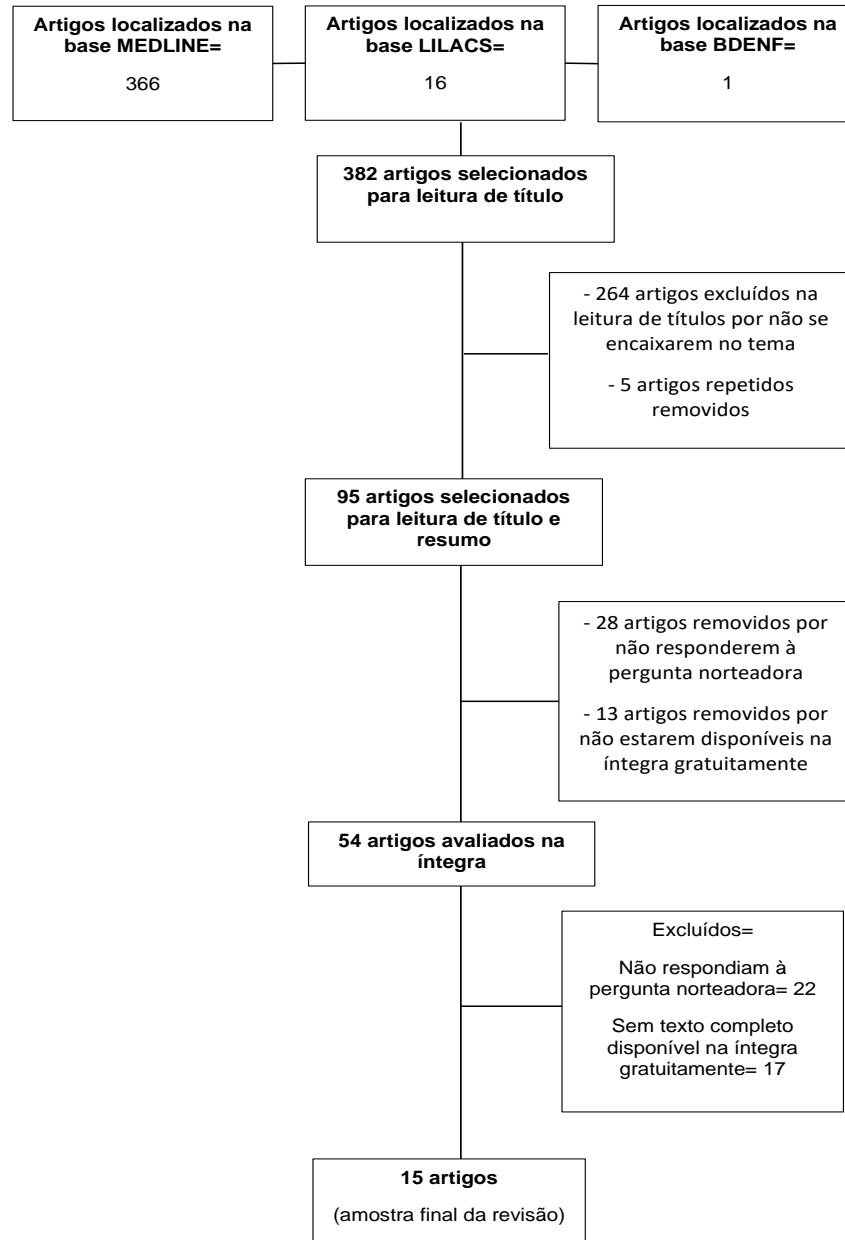 Artigos localizados na
base MEDLINE=
366
Artigos localizados na
base LILACS=
16
Artigos localizados na
base BDENF=
1
382 artigos selecionados
para leitura de título
- 264 artigos excluídos na
leitura de títulos por não se
encaixarem no tema
- 5 artigos repetidos
removidos
95 artigos selecionados
para leitura de título e
resumo
- 28 artigos removidos por
não responderem à
pergunta norteadora
- 13 artigos removidos por
não estarem disponíveis na
íntegra gratuitamente
54 artigos avaliados na
íntegra
Excluídos=
Não respondiam à
pergunta norteadora= 22
Sem texto completo
disponível na íntegra
gratuitamente= 17
15 artigos
(amostra final da revisão)